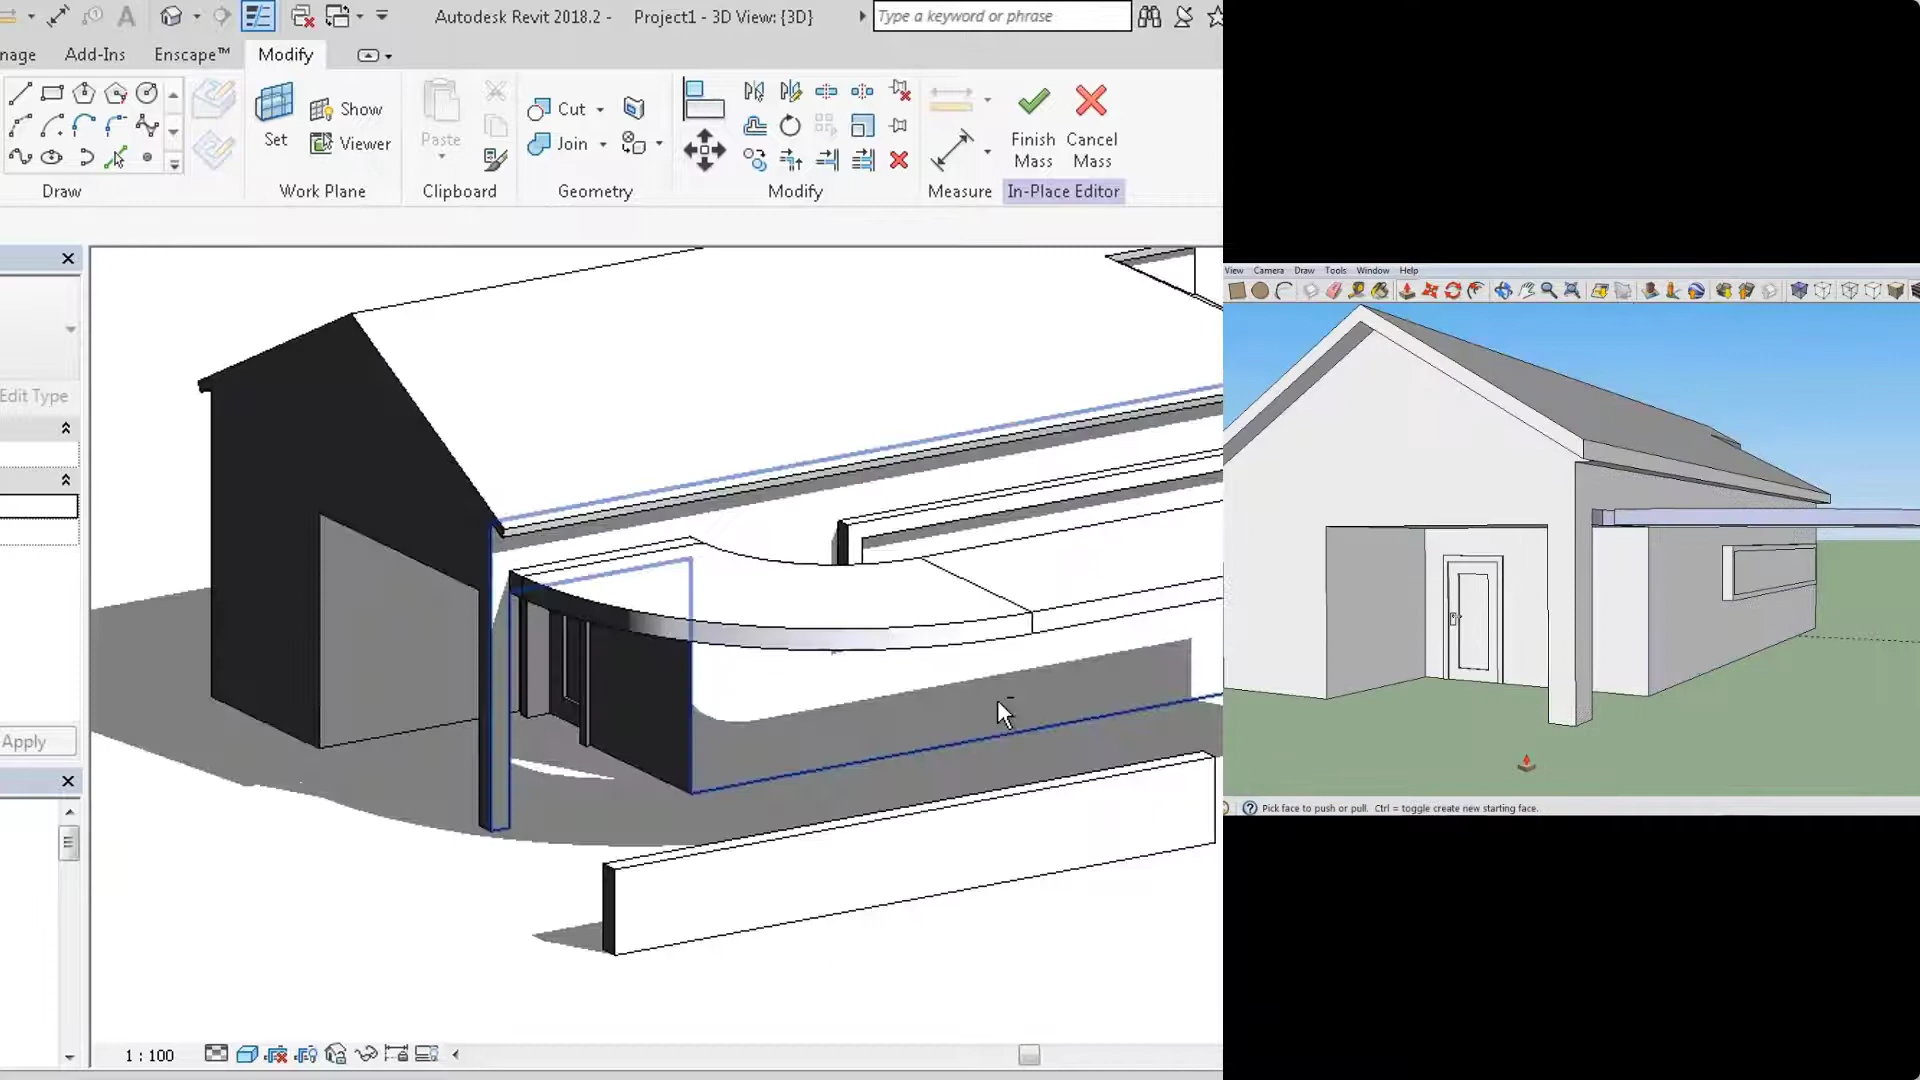 Autodesk Revit 2018.2 - Project1 - 3D View: {3D}
Type a keyword or phrase
nage Add-Ins Enscape™ Modify
Show
Viewer
Set
Paste
Cut
Join
Finish Mass
Cancel Mass
Draw Work Plane Clipboard Geometry Modify Measure In-Place Editor
Edit Type
Apply
1 : 100
View Camera Draw Tools Window Help
Pick face to push or pull. Ctrl = toggle create new starting face.